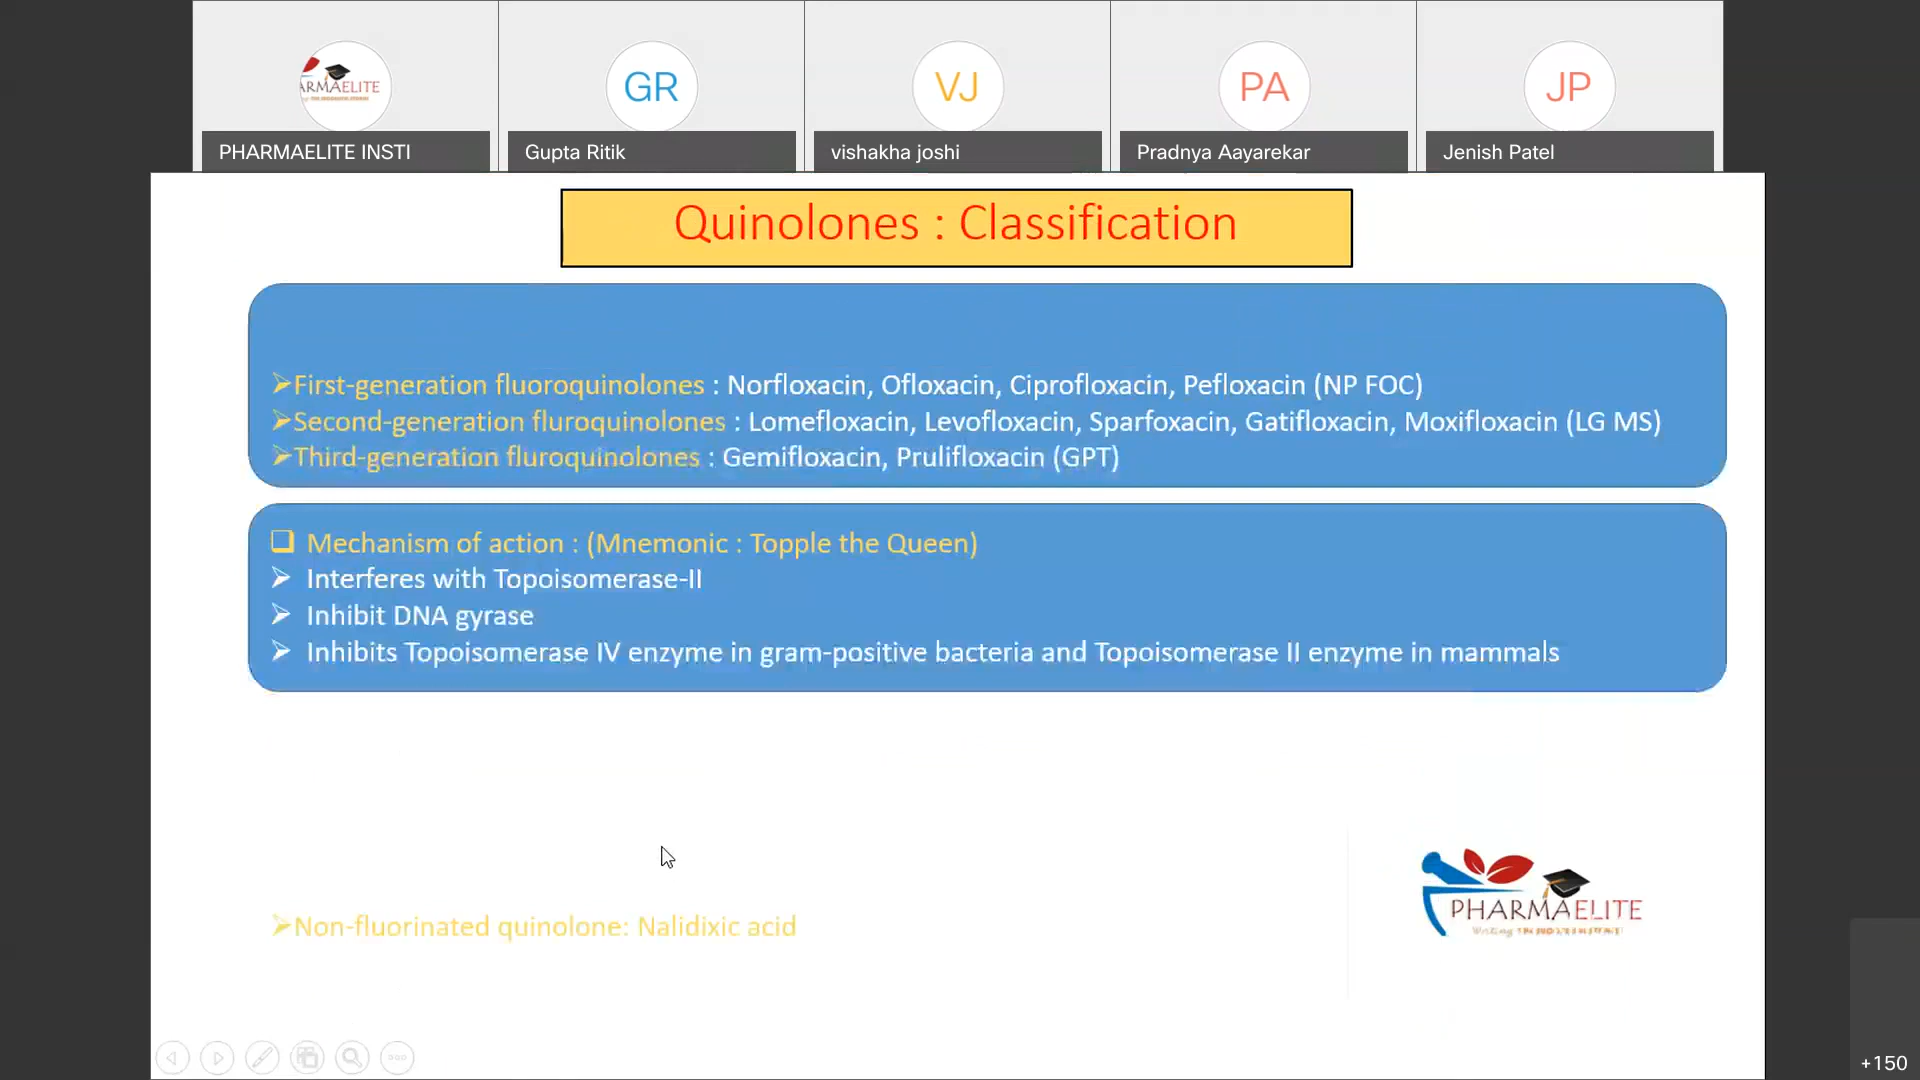 ARMAELITE
GR
VJ
PA
JP
PHARMAELITE INSTI
Gupta Ritik
vishakha joshi
Pradnya Aayarekar
Jenish Patel
Quinolones : Classification
➢First-generation fluoroquinolones : Norfloxacin, Ofloxacin, Ciprofloxacin, Pefloxacin (NP FOC)
➢Second-generation fluroquinolones : Lomefloxacin, Levofloxacin, Sparfoxacin, Gatifloxacin, Moxifloxacin (LG MS)
➢Third-generation fluroquinolones : Gemifloxacin, Prulifloxacin (GPT)
❑ Mechanism of action : (Mnemonic : Topple the Queen)
➢ Interferes with Topoisomerase-II
➢ Inhibit DNA gyrase
➢ Inhibits Topoisomerase IV enzyme in gram-positive bacteria and Topoisomerase II enzyme in mammals
➢Non-fluorinated quinolone: Nalidixic acid
PHARMAELITE
+150